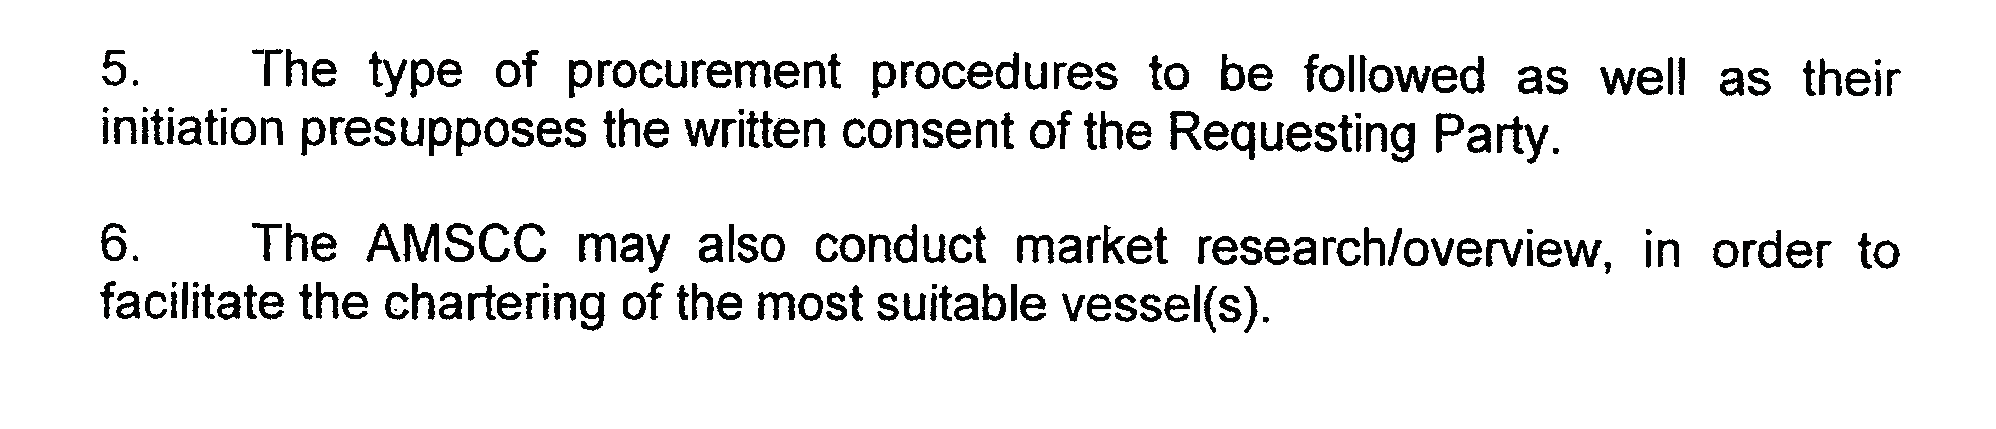 5. The type of procurement procedures to be followed as well as their
initiation presupposes the written consent of the Requesting Party.
6. The AMSCC may also conduct market research/overview, in order to
facilitate the chartering of the most suitable vessel(s).